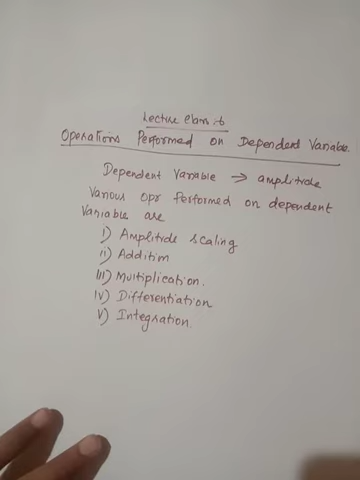 Lecture class :- 6
Operations Performed on Dependent Variable.
Dependent Variable → amplitude
Various opr performed on dependent
Variable are
i) Amplitude scaling
ii) Addition
iii) Multiplication.
iv) Differentiation
v) Integration.